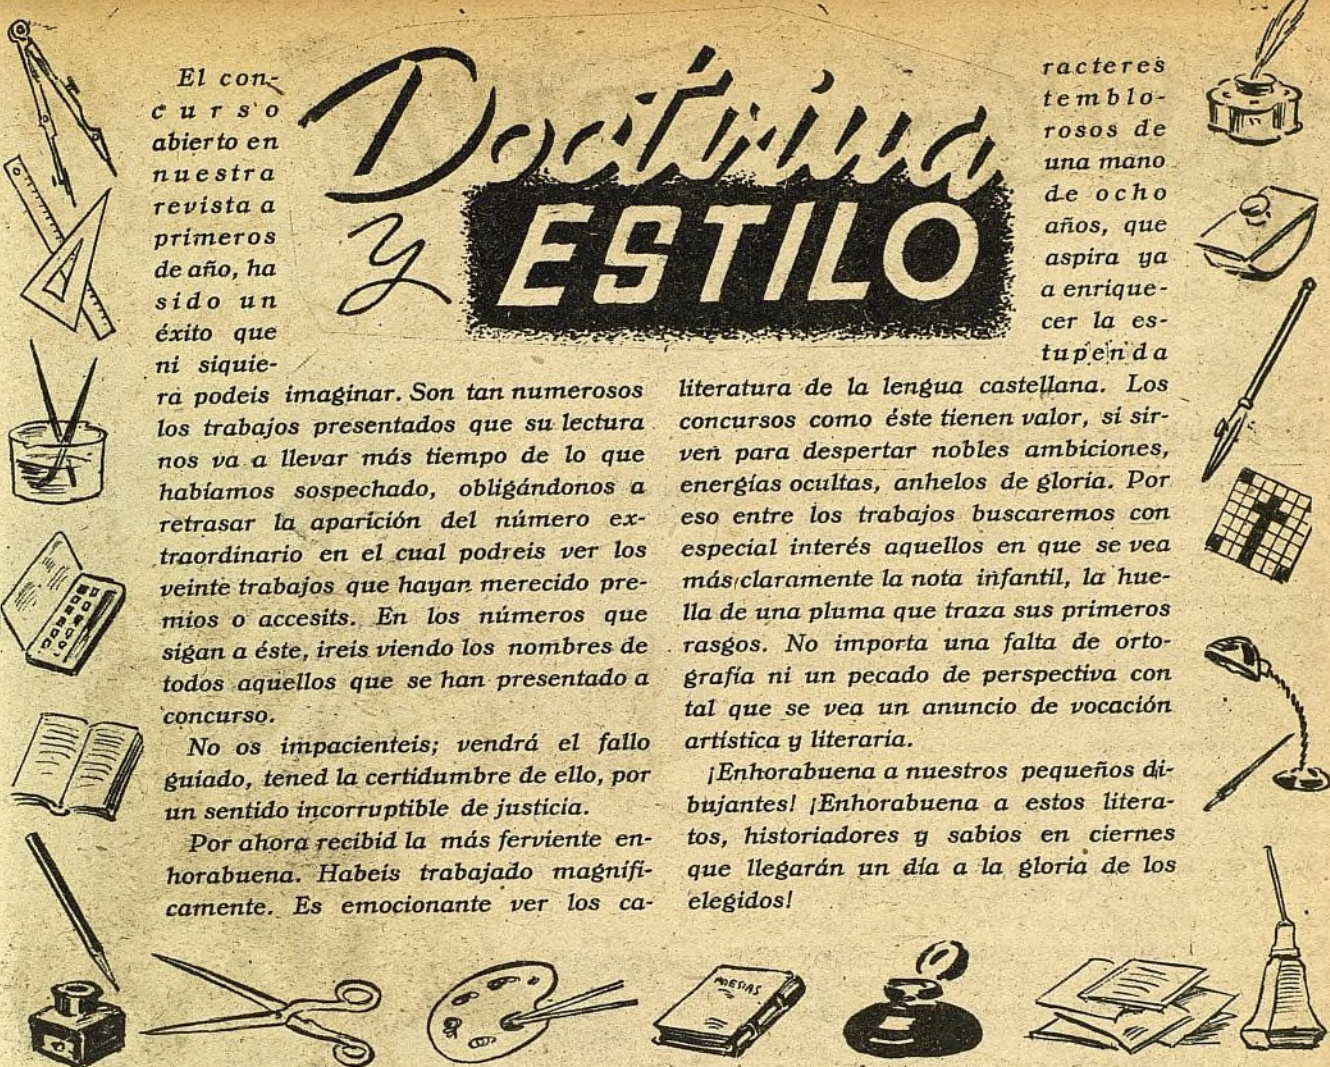 Doctrina
y ESTILO
El con-
curso
abierto en
nuestra
revista a
primeros
de año, ha
sido un
éxito que
ni siquie-
ra podeis imaginar. Son tan numerosos
los trabajos presentados que su lectura
nos va a llevar más tiempo de lo que
habíamos sospechado, obligándonos a
retrasar la aparición del número ex-
traordinario en el cual podreis ver los
veinte trabajos que hayan merecido pre-
mios o accesits. En los números que
sigan a éste, ireis viendo los nombres de
todos aquellos que se han presentado a
concurso.
No os impacienteis; vendrá el fallo
guiado, tened la certidumbre de ello, por
un sentido incorruptible de justicia.
Por ahora recibid la más ferviente en-
horabuena. Habeis trabajado magnífi-
camente. Es emocionante ver los ca-
racteres
temblo-
rosos de
una mano
de ocho
años, que
aspira ya
a enrique-
cer la es-
tupenda
literatura de la lengua castellana. Los
concursos como éste tienen valor, si sir-
ven para despertar nobles ambiciones,
energías ocultas, anhelos de gloria. Por
eso entre los trabajos buscaremos con
especial interés aquellos en que se vea
más claramente la nota infantil, la hue-
lla de una pluma que traza sus primeros
rasgos. No importa una falta de orto-
grafía ni un pecado de perspectiva con
tal que se vea un anuncio de vocación
artística y literaria.
¡Enhorabuena a nuestros pequeños di-
bujantes! ¡Enhorabuena a estos litera-
tos, historiadores y sabios en ciernes
que llegarán un día a la gloria de los
elegidos!
POESIAS